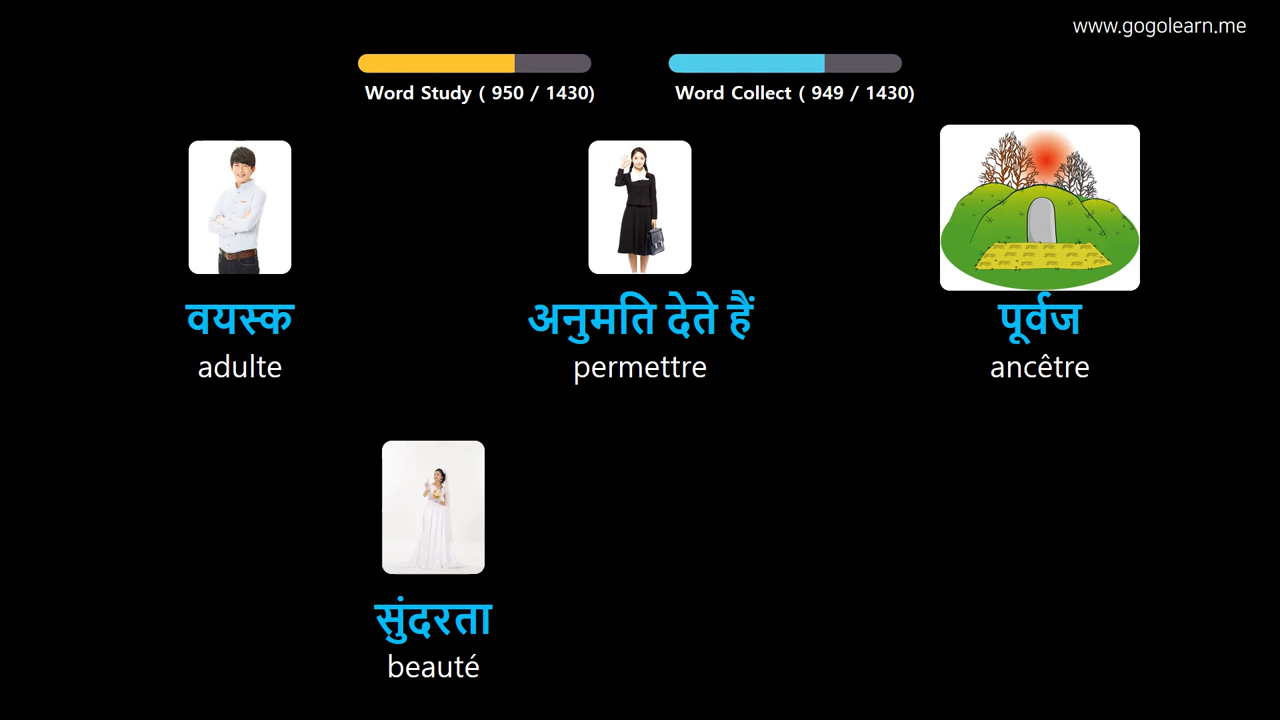 www.gogolearn.me
Word Study ( 950 / 1430)
Word Collect ( 949 / 1430)
वयस्क
adulte
अनुमति देते हैं
permettre
पूर्वज
ancêtre
सुंदरता
beauté